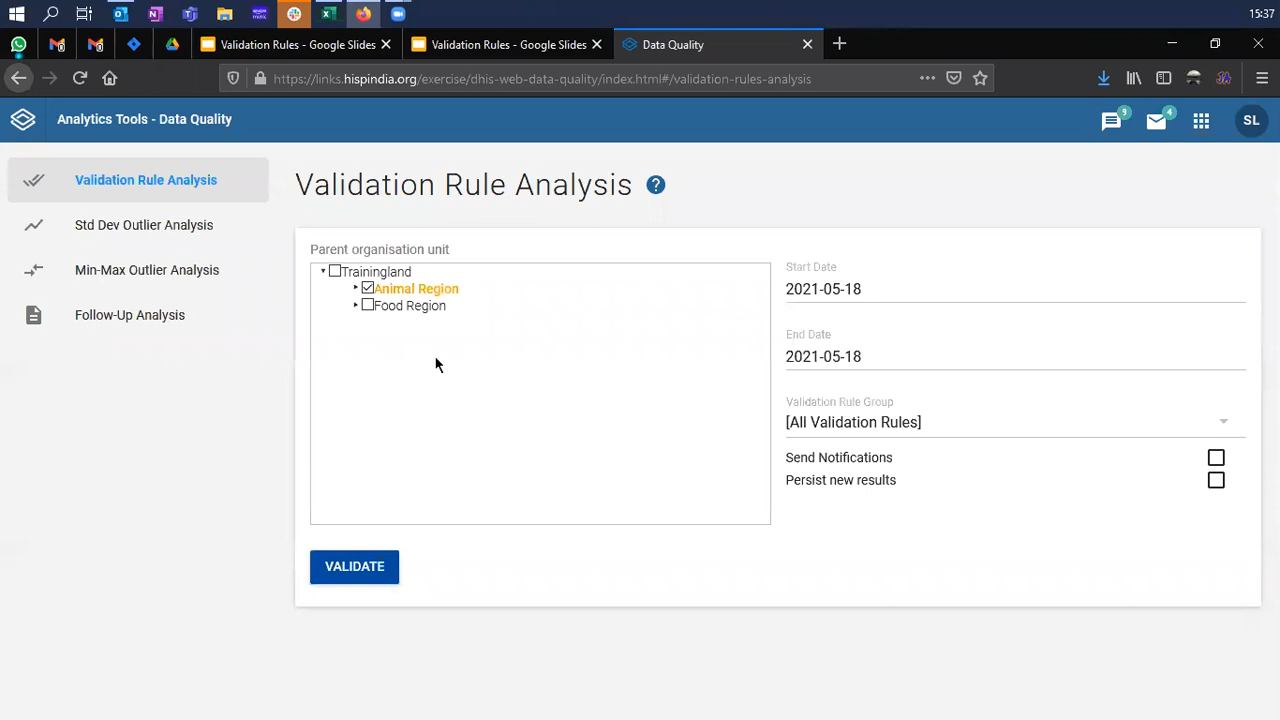 15:37
Validation Rules - Google Slides
Validation Rules - Google Slides
Data Quality
https://links.hispindia.org/exercise/dhis-web-data-quality/index.html#/validation-rules-analysis
Analytics Tools - Data Quality
9
4
SL
Validation Rule Analysis
Std Dev Outlier Analysis
Min-Max Outlier Analysis
Follow-Up Analysis
Validation Rule Analysis ?
Parent organisation unit
Trainingland
Animal Region
Food Region
Start Date
2021-05-18
End Date
2021-05-18
Validation Rule Group
[All Validation Rules]
Send Notifications
Persist new results
VALIDATE